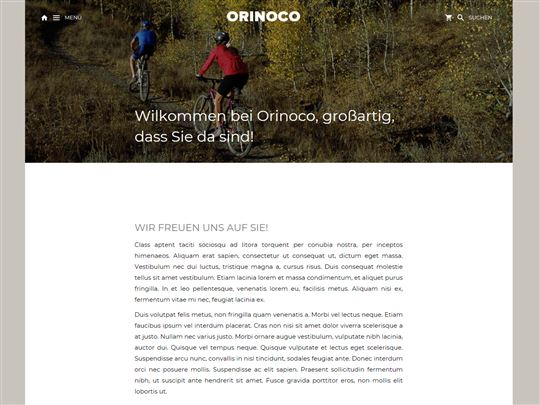 MENÜ
ORINOCO
SUCHEN
Wilkommen bei Orinoco, großartig,
dass Sie da sind!
WIR FREUEN UNS AUF SIE!
Class aptent taciti sociosqu ad litora torquent per conubia nostra, per inceptos
himenaeos. Aliquam erat sapien, consectetur ut consequat ut, dictum eget massa.
Vestibulum nec dui luctus, tristique magna a, cursus risus. Duis consequat molestie
tellus sit amet vestibulum. Etiam lacinia lorem et massa condimentum, et aliquet purus
fringilla. In et leo pellentesque, venenatis lorem eu, facilisis metus. Aliquam nisi ex,
fermentum vitae mi nec, feugiat lacinia ex.
Duis volutpat felis metus, non fringilla quam venenatis a. Morbi vel lectus neque. Etiam
faucibus ipsum vel interdum placerat. Cras non nisi sit amet dolor viverra scelerisque a
at justo. Nullam nec varius justo. Morbi ornare augue vestibulum, vulputate nibh lacinia,
auctor dui. Quisque vel tempus neque. Quisque vulputate et lectus eget scelerisque.
Suspendisse arcu nunc, convallis in nisl tincidunt, sodales feugiat ante. Donec interdum
orci nec posuere mollis. Suspendisse ac elit sapien. Praesent sollicitudin fermentum
nibh, ut suscipit ante hendrerit sit amet. Fusce gravida porttitor eros, non mollis elit
lobortis ut.